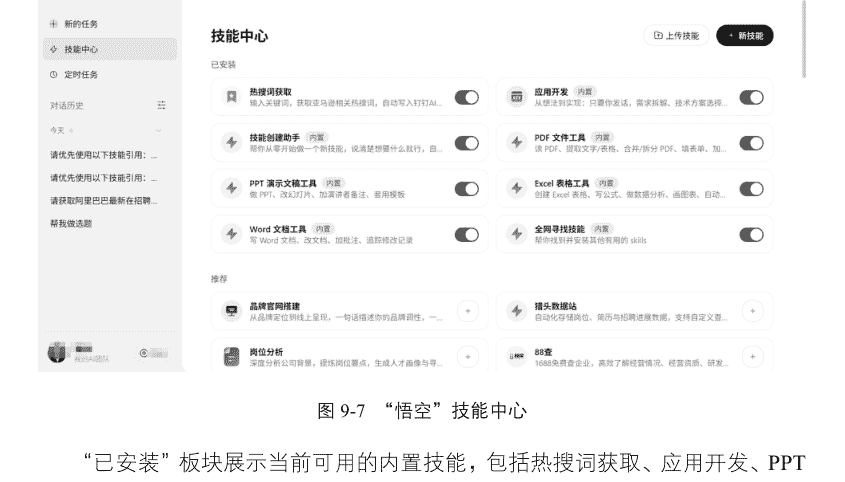 新的任务
技能中心
定时任务
对话历史
今天
请优先使用以下技能引用：...
请优先使用以下技能引用：...
请获取阿里巴巴最新在招聘...
帮我做选题
技能中心
上传技能
+ 新技能
已安装
热搜词获取
输入关键词，获取亚马逊相关热搜词，自动写入钉钉AI...
应用开发 内置
从想法到实现：只要你发话，需求拆解、技术方案选择...
技能创建助手 内置
帮你从零开始做一个新技能，说清楚想要什么就行，自...
PDF 文件工具 内置
读 PDF、提取文字/表格、合并/拆分 PDF、填表单、加...
PPT 演示文稿工具 内置
做 PPT、改幻灯片、加演讲者备注、套用模板
Excel 表格工具 内置
创建 Excel 表格、写公式、做数据分析、画图表、自动...
Word 文档工具 内置
写 Word 文档、改文档、加批注、追踪修改记录
全网寻找技能 内置
帮你找到并安装其他有用的 skills
推荐
品牌官网搭建
从品牌定位到线上呈现，一句话描述你的品牌调性，一...
猎头数据站
自动化存储岗位、简历与招聘进展数据，支持自定义查...
岗位分析
深度分析公司背景，提炼岗位要点，生成人才画像与寻...
88查
1688免费查企业，高效了解经营情况、经营资质、研发...
图 9-7 “悟空”技能中心
“已安装”板块展示当前可用的内置技能，包括热搜词获取、应用开发、PPT